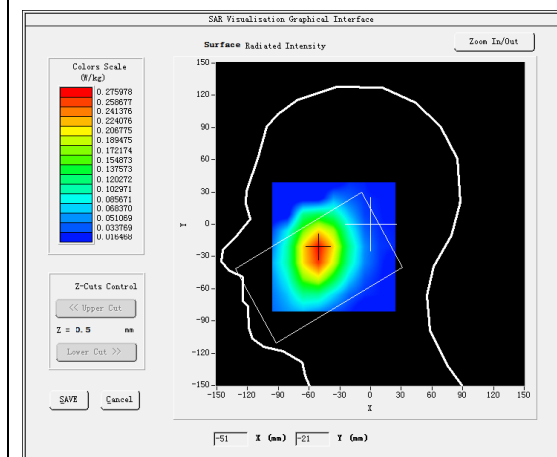 SAR Visualisation Graphical Interface
Surface Radiated Intensity
Zoom In/Out
Colors Scale
(W/kg)
0.275978
0.258677
0.241376
0.224076
0.206775
0.189475
0.172174
0.154873
0.137573
0.120272
0.102971
0.085671
0.068370
0.051069
0.033769
0.016468
150
120
90
60
30
0
-30
-60
-90
-120
-150
Y
-150 -120 -90 -60 -30 0 30 60 90 120 150
X
Z-Cuts Control
<< Upper Cut
Z = 0.5 mm
Lower Cut >>
SAVE Cancel
-51 X (mm) -21 Y (mm)